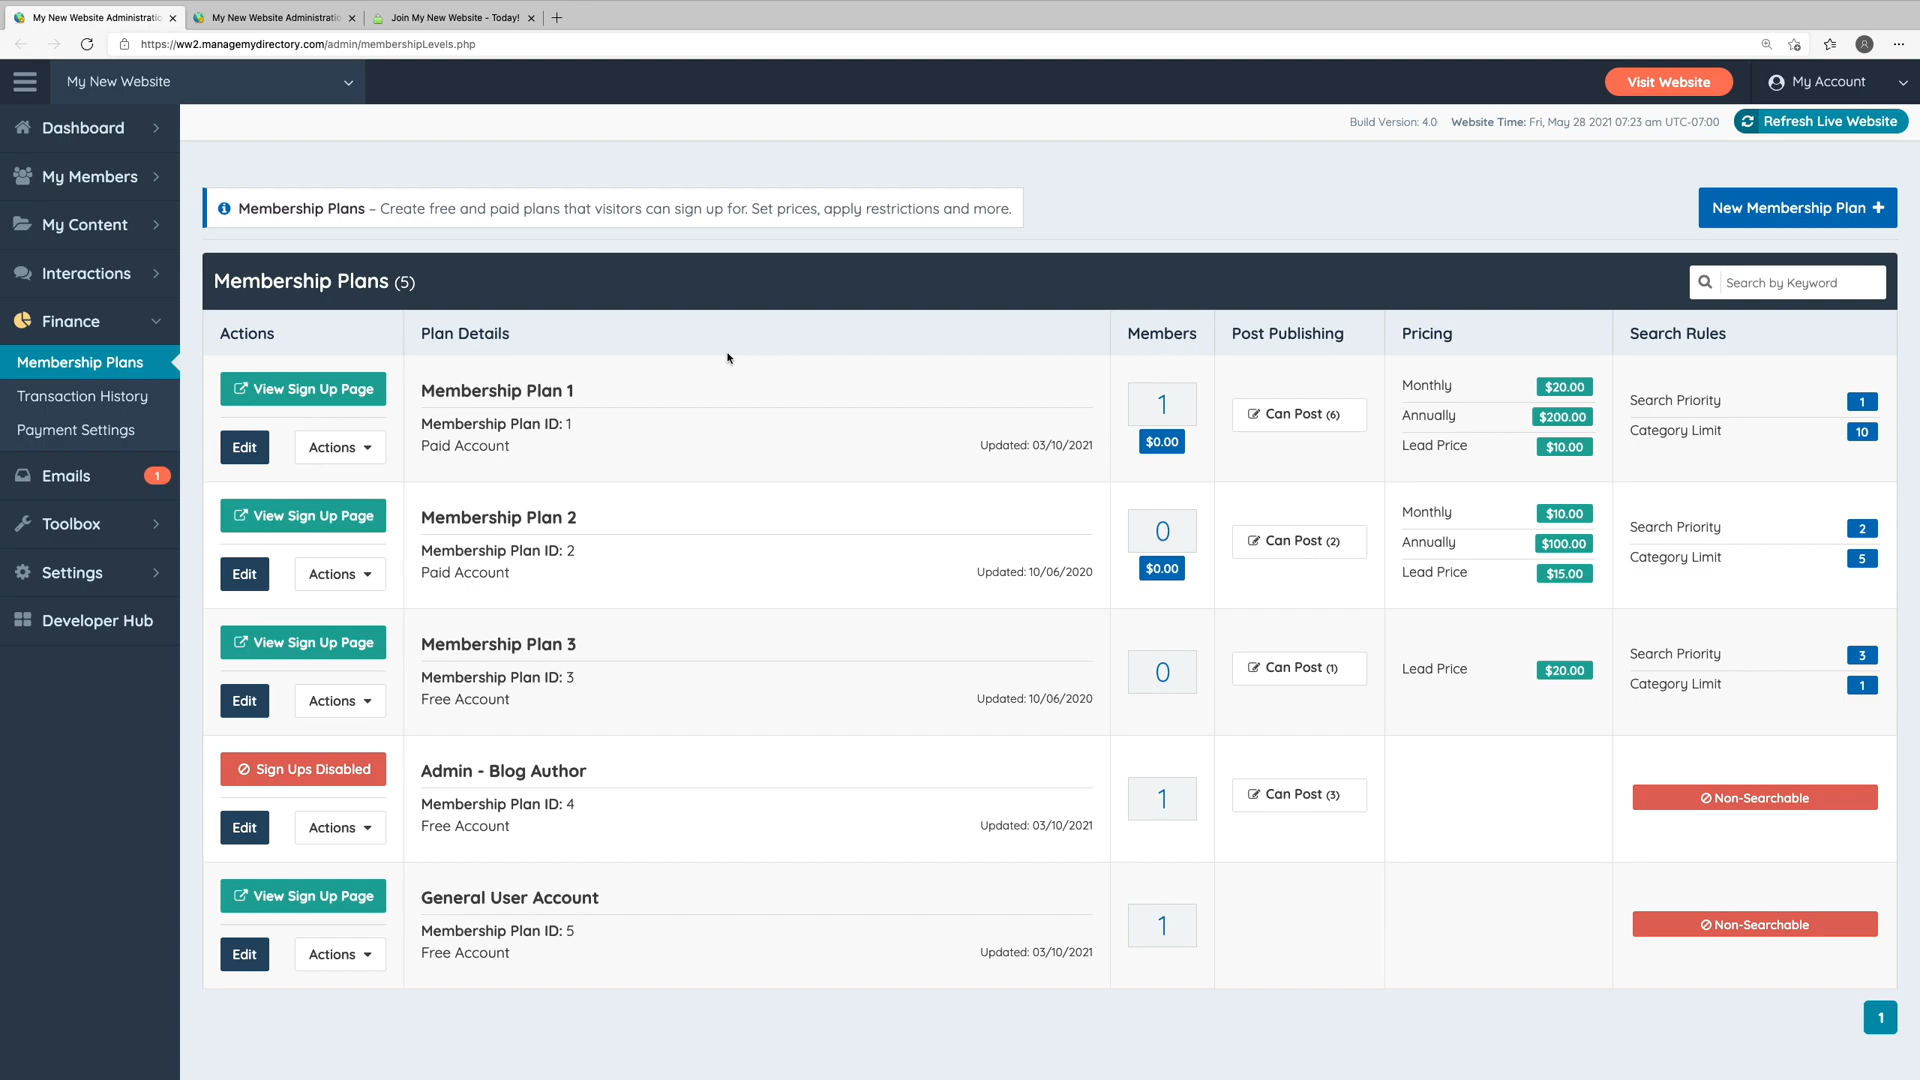 My New Website Administratio
My New Website Administratio
Join My New Website - Today!
https://ww2.managemydirectory.com/admin/membershipLevels.php
My New Website
Visit Website
My Account
Build Version: 4.0
Website Time: Fri, May 28 2021 07:23 am UTC-07:00
Refresh Live Website
Dashboard
My Members
My Content
Interactions
Finance
Membership Plans
Transaction History
Payment Settings
Emails
1
Toolbox
Settings
Developer Hub
Membership Plans – Create free and paid plans that visitors can sign up for. Set prices, apply restrictions and more.
New Membership Plan +
Membership Plans (5)
Search by Keyword
Actions
Plan Details
Members
Post Publishing
Pricing
Search Rules
View Sign Up Page
Edit
Actions
Membership Plan 1
Membership Plan ID: 1
Paid Account
Updated: 03/10/2021
1
$0.00
Can Post (6)
Monthly $20.00
Annually $200.00
Lead Price $10.00
Search Priority 1
Category Limit 10
View Sign Up Page
Edit
Actions
Membership Plan 2
Membership Plan ID: 2
Paid Account
Updated: 10/06/2020
0
$0.00
Can Post (2)
Monthly $10.00
Annually $100.00
Lead Price $15.00
Search Priority 2
Category Limit 5
View Sign Up Page
Edit
Actions
Membership Plan 3
Membership Plan ID: 3
Free Account
Updated: 10/06/2020
0
Can Post (1)
Lead Price $20.00
Search Priority 3
Category Limit 1
Sign Ups Disabled
Edit
Actions
Admin - Blog Author
Membership Plan ID: 4
Free Account
Updated: 03/10/2021
1
Can Post (3)
Non-Searchable
View Sign Up Page
Edit
Actions
General User Account
Membership Plan ID: 5
Free Account
Updated: 03/10/2021
1
Non-Searchable
1